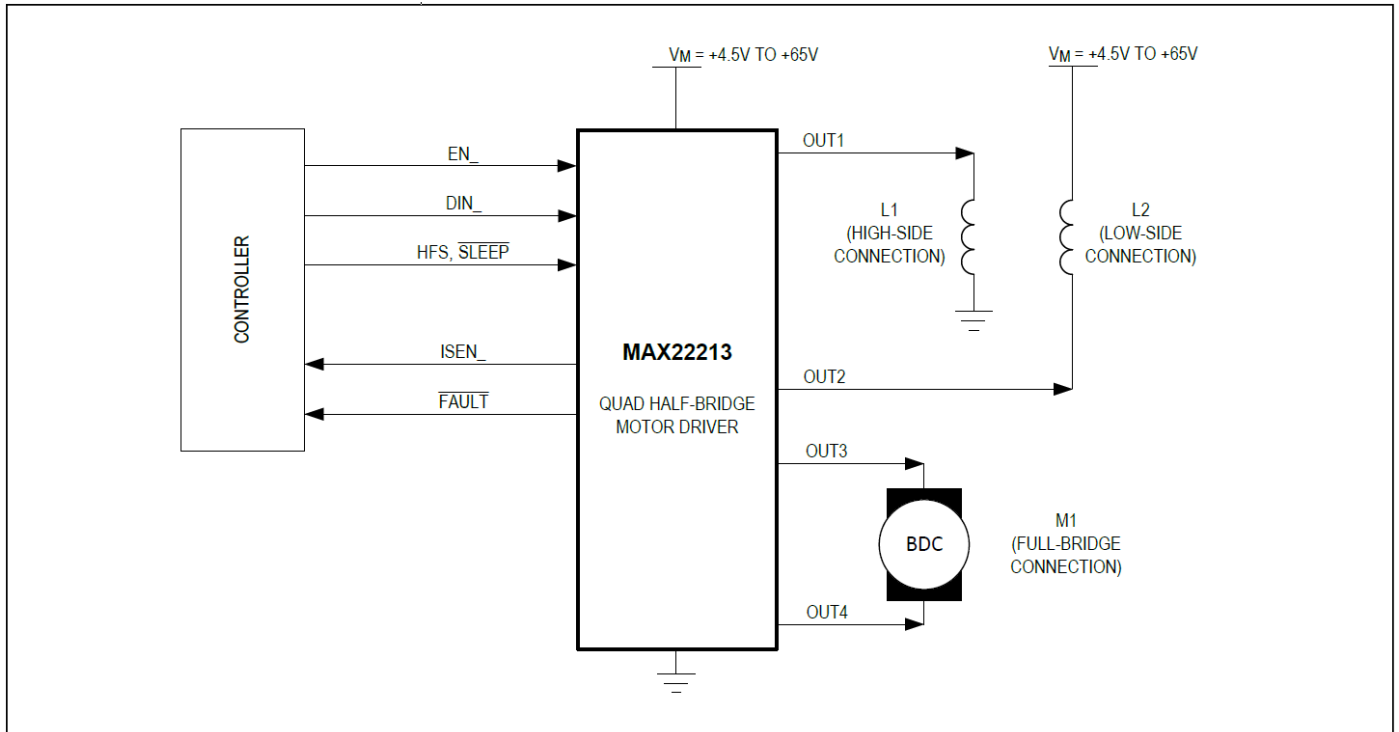 VM = +4.5V TO +65V
VM = +4.5V TO +65V
CONTROLLER
EN_
DIN_
HFS, S̅L̅E̅E̅P̅
ISEN_
F̅A̅U̅L̅T̅
MAX22213
QUAD HALF-BRIDGE
MOTOR DRIVER
OUT1
L1
(HIGH-SIDE
CONNECTION)
L2
(LOW-SIDE
CONNECTION)
OUT2
OUT3
BDC
M1
(FULL-BRIDGE
CONNECTION)
OUT4